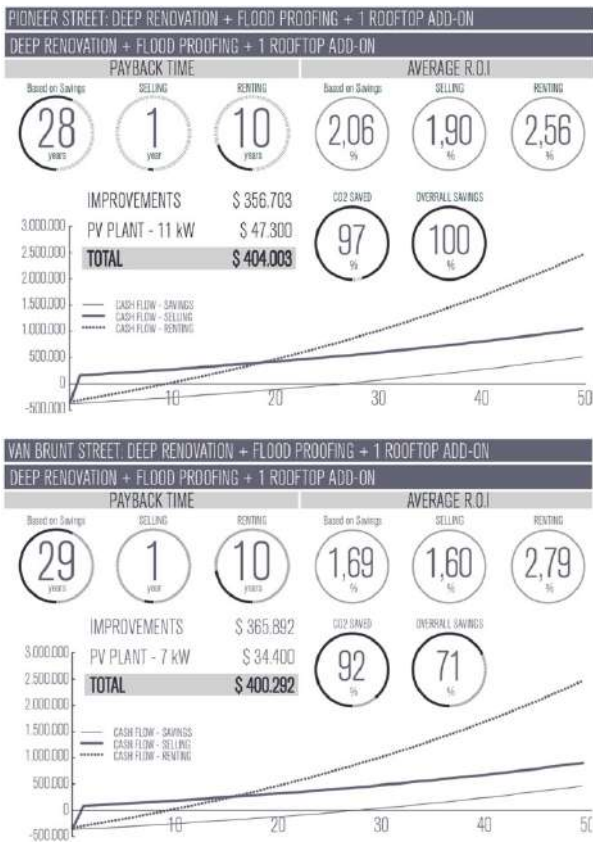 PIONEER STREET: DEEP RENOVATION + FLOOD PROOFING + 1 ROOFTOP ADD-ON
DEEP RENOVATION + FLOOD PROOFING + 1 ROOFTOP ADD-ON
PAYBACK TIME AVERAGE R.O.I
Based on Savings SELLING RENTING Based on Savings SELLING RENTING
28 1 10 2,06 1,90 2,56
years year years % % %
IMPROVEMENTS $ 356.703
PV PLANT - 11 kW $ 47.300
TOTAL $ 404.003
CO2 SAVED OVERRALL SAVINGS
97 100
% %
3.000.000
2.500.000
2.000.000
1.500.000
1.000.000
500.000
0
-500.000
CASH FLOW - SAVINGS
CASH FLOW - SELLING
CASH FLOW - RENTING
10 20 30 40 50
VAN BRUNT STREET: DEEP RENOVATION + FLOOD PROOFING + 1 ROOFTOP ADD-ON
DEEP RENOVATION + FLOOD PROOFING + 1 ROOFTOP ADD-ON
PAYBACK TIME AVERAGE R.O.I
Based on Savings SELLING RENTING Based on Savings SELLING RENTING
29 1 10 1,69 1,60 2,79
years year years % % %
IMPROVEMENTS $ 365.892
PV PLANT - 7 kW $ 34.400
TOTAL $ 400.292
CO2 SAVED OVERRALL SAVINGS
92 71
% %
3.000.000
2.500.000
2.000.000
1.500.000
1.000.000
500.000
0
-500.000
CASH FLOW - SAVINGS
CASH FLOW - SELLING
CASH FLOW - RENTING
10 20 30 40 50